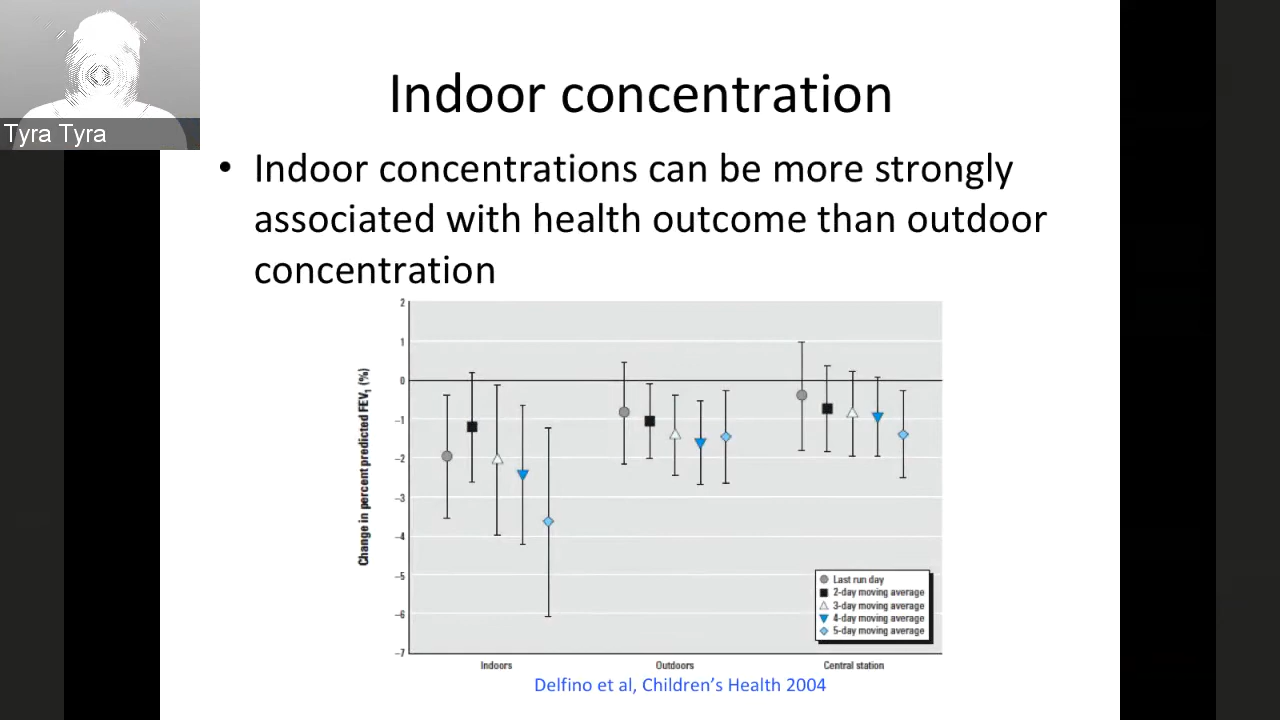 Tyra Tyra
Indoor concentration
• Indoor concentrations can be more strongly
associated with health outcome than outdoor
concentration
Change in percent predicted FEV₁ (%)
2
1
0
–1
–2
–3
–4
–5
–6
–7
Last run day
2-day moving average
3-day moving average
4-day moving average
5-day moving average
Indoors
Outdoors
Central station
Delfino et al, Children’s Health 2004